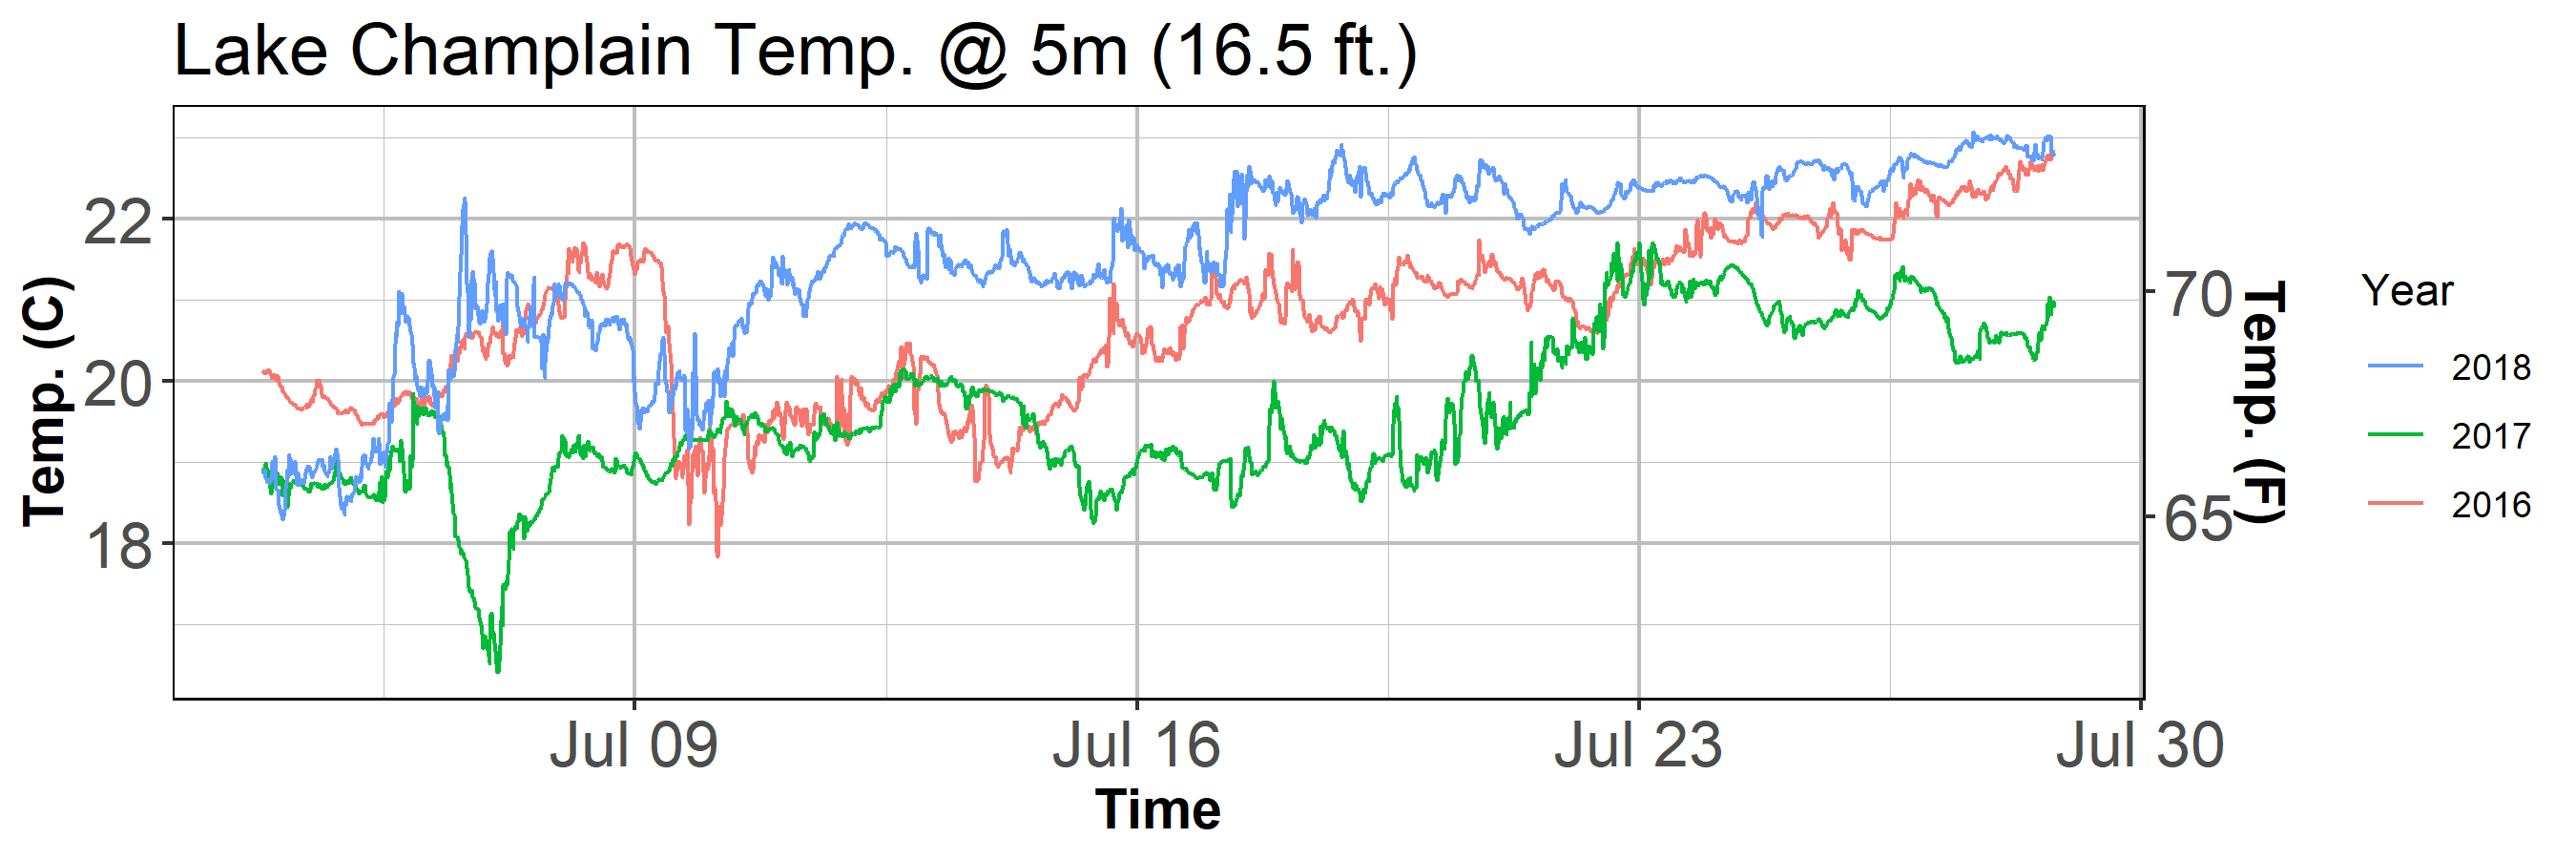 Lake Champlain Temp. @ 5m (16.5 ft.)
Temp. (C)
22
20
18
70
65
Temp. (F)
Jul 09
Jul 16
Jul 23
Jul 30
Time
Year
2018
2017
2016